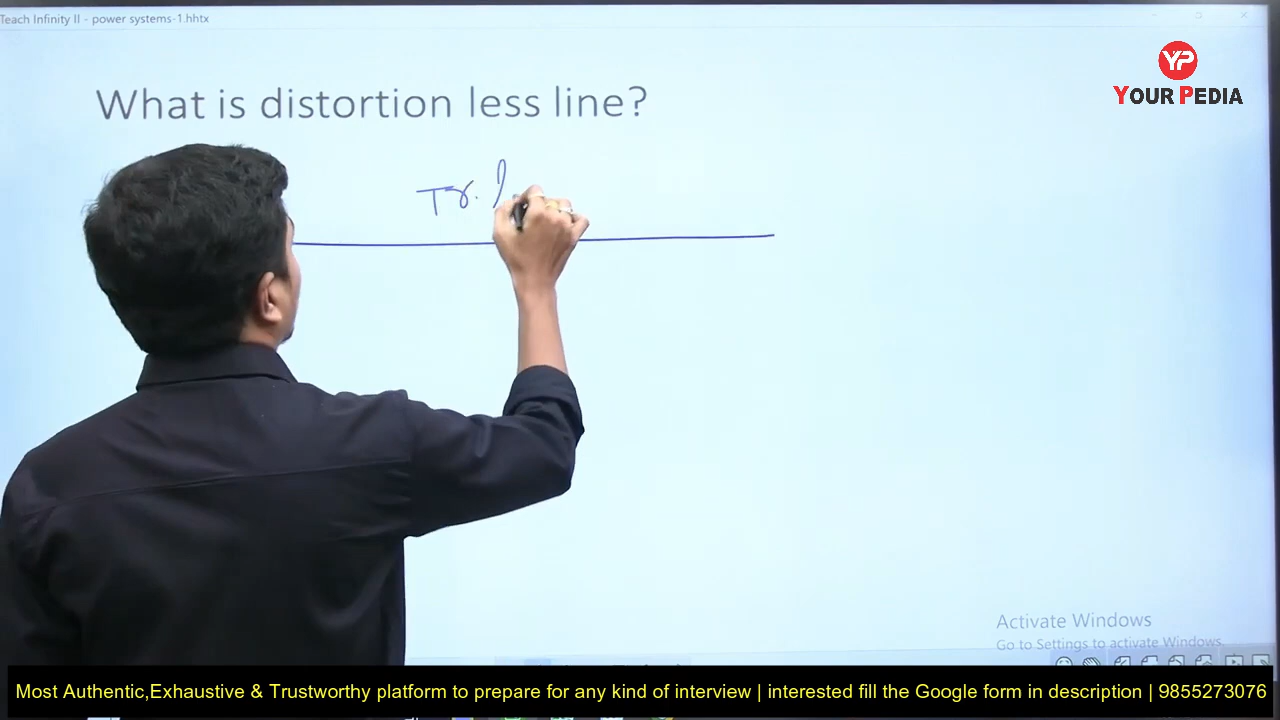 Teach Infinity II - power systems-1.hhtx
YP
YOUR PEDIA
What is distortion less line?
Tr. l
Activate Windows
Go to Settings to activate Windows.
Most Authentic,Exhaustive & Trustworthy platform to prepare for any kind of interview | interested fill the Google form in description | 9855273076